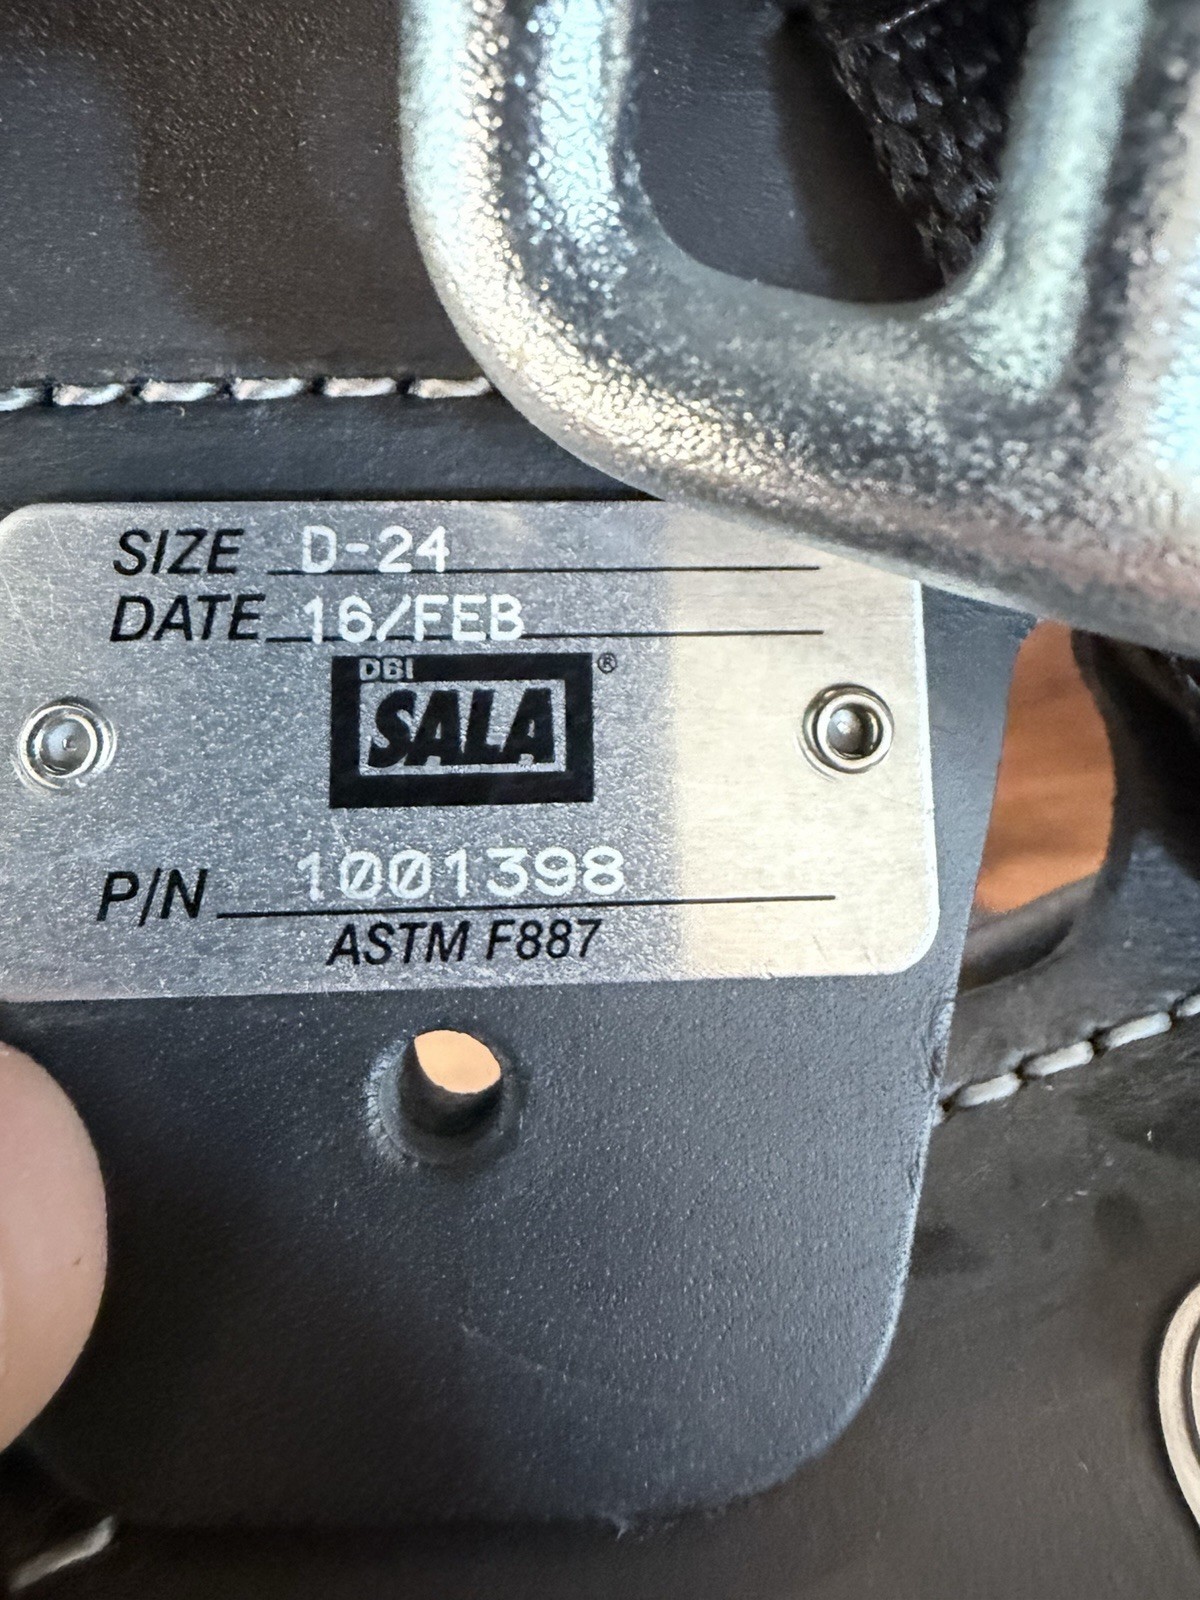 SIZE D-24
DATE 16/FEB
DBI
SALA®
P/N 1001398
ASTM F887